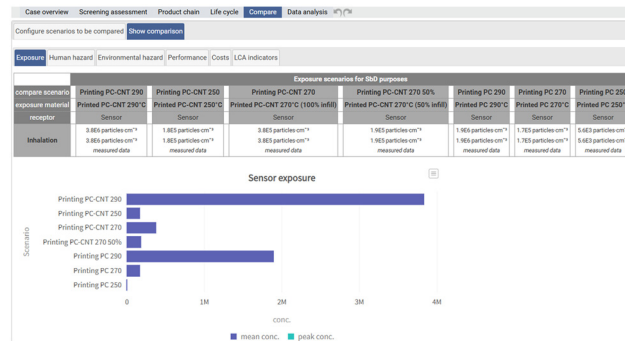 Case overview Screening assessment Product chain Life cycle Compare Data analysis
Configure scenarios to be compared Show comparison
Exposure Human hazard Environmental hazard Performance Costs LCA indicators
Exposure scenarios for SbD purposes
compare scenario Printing PC-CNT 290 Printing PC-CNT 250 Printing PC-CNT 270 Printing PC-CNT 270 50% Printing PC 290 Printing PC 270 Printing PC 250
exposure material Printed PC-CNT 290°C Printed PC-CNT 250°C Printed PC-CNT 270°C (100% infill) Printed PC-CNT 270°C (50% infill) Printed PC 290°C Printed PC 270°C Printed PC 250°
receptor Sensor Sensor Sensor Sensor Sensor Sensor Sensor
Inhalation
3.8E6 particles·cm^-3 1.8E5 particles·cm^-3 3.8E5 particles·cm^-3 1.9E5 particles·cm^-3 1.9E6 particles·cm^-3 1.7E5 particles·cm^-3 5.6E3 particles·cm
3.8E6 particles·cm^-3 1.8E5 particles·cm^-3 3.8E5 particles·cm^-3 1.9E5 particles·cm^-3 1.9E6 particles·cm^-3 1.7E5 particles·cm^-3 5.6E3 particles·cm
measured data measured data measured data measured data measured data measured data measured data
Sensor exposure
Scenario
Printing PC-CNT 290
Printing PC-CNT 250
Printing PC-CNT 270
Printing PC-CNT 270 50%
Printing PC 290
Printing PC 270
Printing PC 250
0 1M 2M 3M 4M
conc.
mean conc. peak conc.